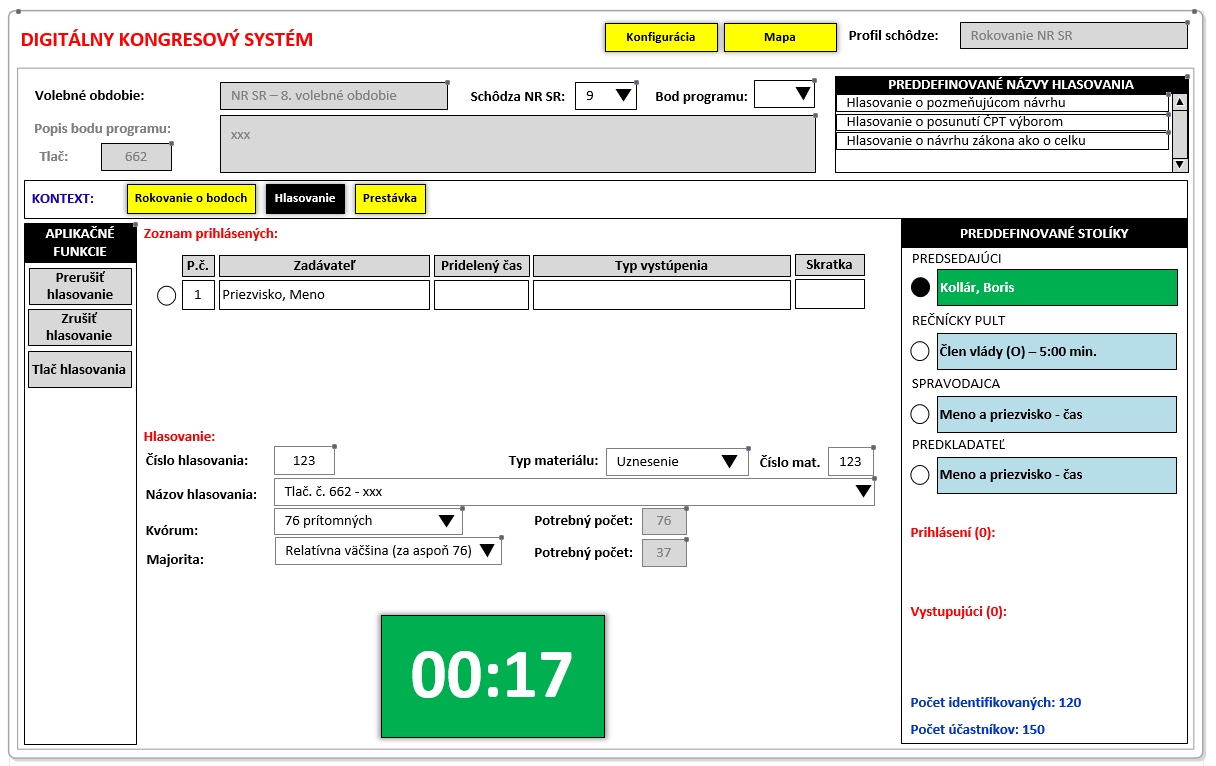 DIGITÁLNY KONGRESOVÝ SYSTÉM
Konfigurácia
Mapa
Profil schôdze:
Rokovanie NR SR
Volebné obdobie:
NR SR – 8. volebné obdobie
Schôdza NR SR:
9
Bod programu:
PREDDEFINOVANÉ NÁZVY HLASOVANIA
Hlasovanie o pozmeňujúcom návrhu
Hlasovanie o posunutí ČPT výborom
Hlasovanie o návrhu zákona ako o celku
Popis bodu programu:
xxx
Tlač:
662
KONTEXT:
Rokovanie o bodoch
Hlasovanie
Prestávka
APLIKAČNÉ
FUNKCIE
Prerušiť
hlasovanie
Zrušiť
hlasovanie
Tlač hlasovania
Zoznam prihlásených:
P.č. Zadávateľ Pridelený čas Typ vystúpenia Skratka
1 Priezvisko, Meno
Hlasovanie:
Číslo hlasovania:
123
Typ materiálu:
Uznesenie
Číslo mat.
123
Názov hlasovania:
Tlač. č. 662 - xxx
Kvórum:
76 prítomných
Potrebný počet:
76
Majorita:
Relatívna väčšina (za aspoň 76)
Potrebný počet:
37
00:17
PREDDEFINOVANÉ STOLÍKY
PREDSEDAJÚCI
Kollár, Boris
REČNÍCKY PULT
Člen vlády (O) – 5:00 min.
SPRAVODAJCA
Meno a priezvisko - čas
PREDKLADATEĽ
Meno a priezvisko - čas
Prihlásení (0):
Vystupujúci (0):
Počet identifikovaných: 120
Počet účastníkov: 150